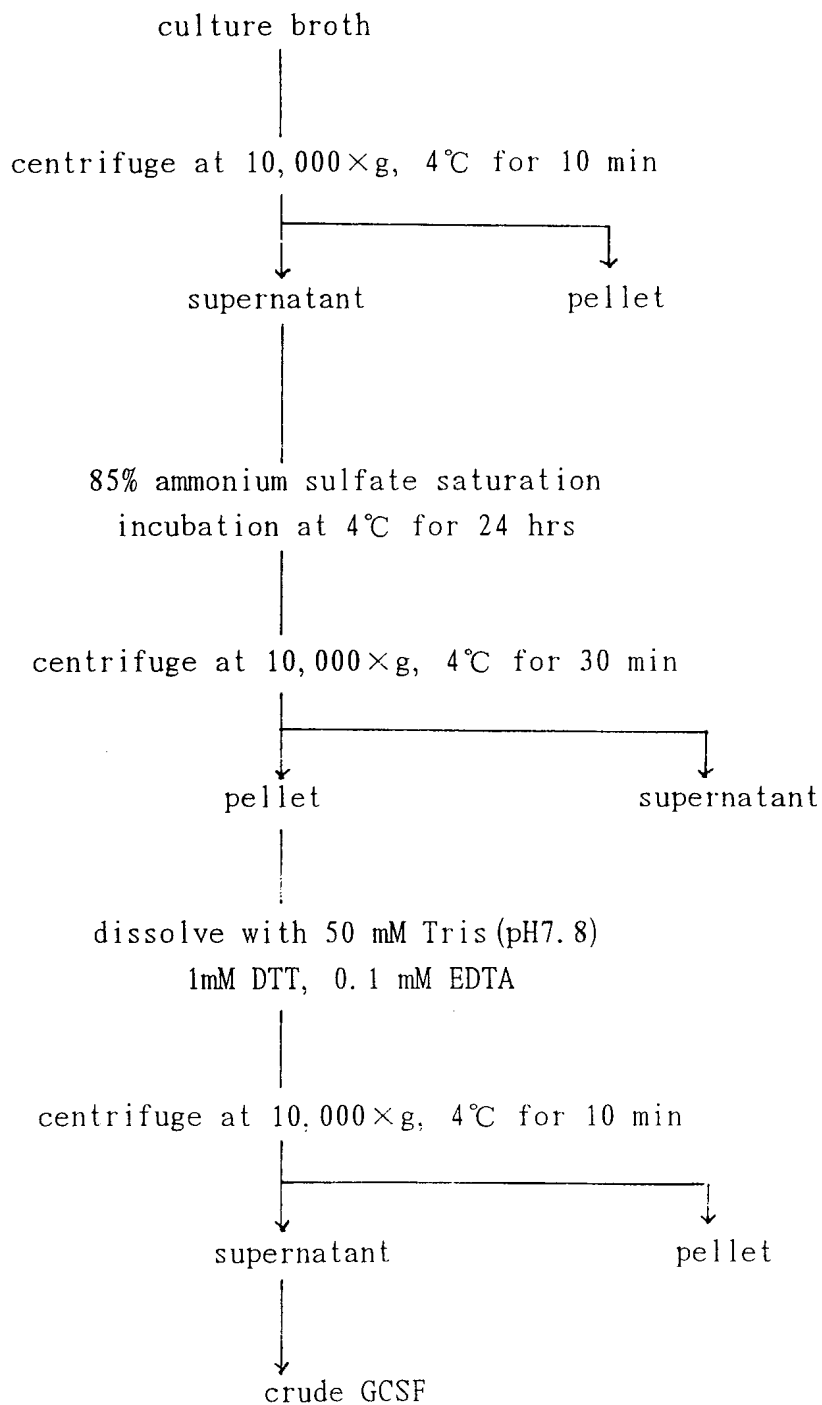 culture broth
centrifuge at 10,000×g, 4℃ for 10 min
supernatant
pellet
85% ammonium sulfate saturation
incubation at 4℃ for 24 hrs
centrifuge at 10,000×g, 4℃ for 30 min
pellet
supernatant
dissolve with 50 mM Tris(pH7.8)
1mM DTT, 0.1 mM EDTA
centrifuge at 10,000×g, 4℃ for 10 min
supernatant
pellet
crude GCSF